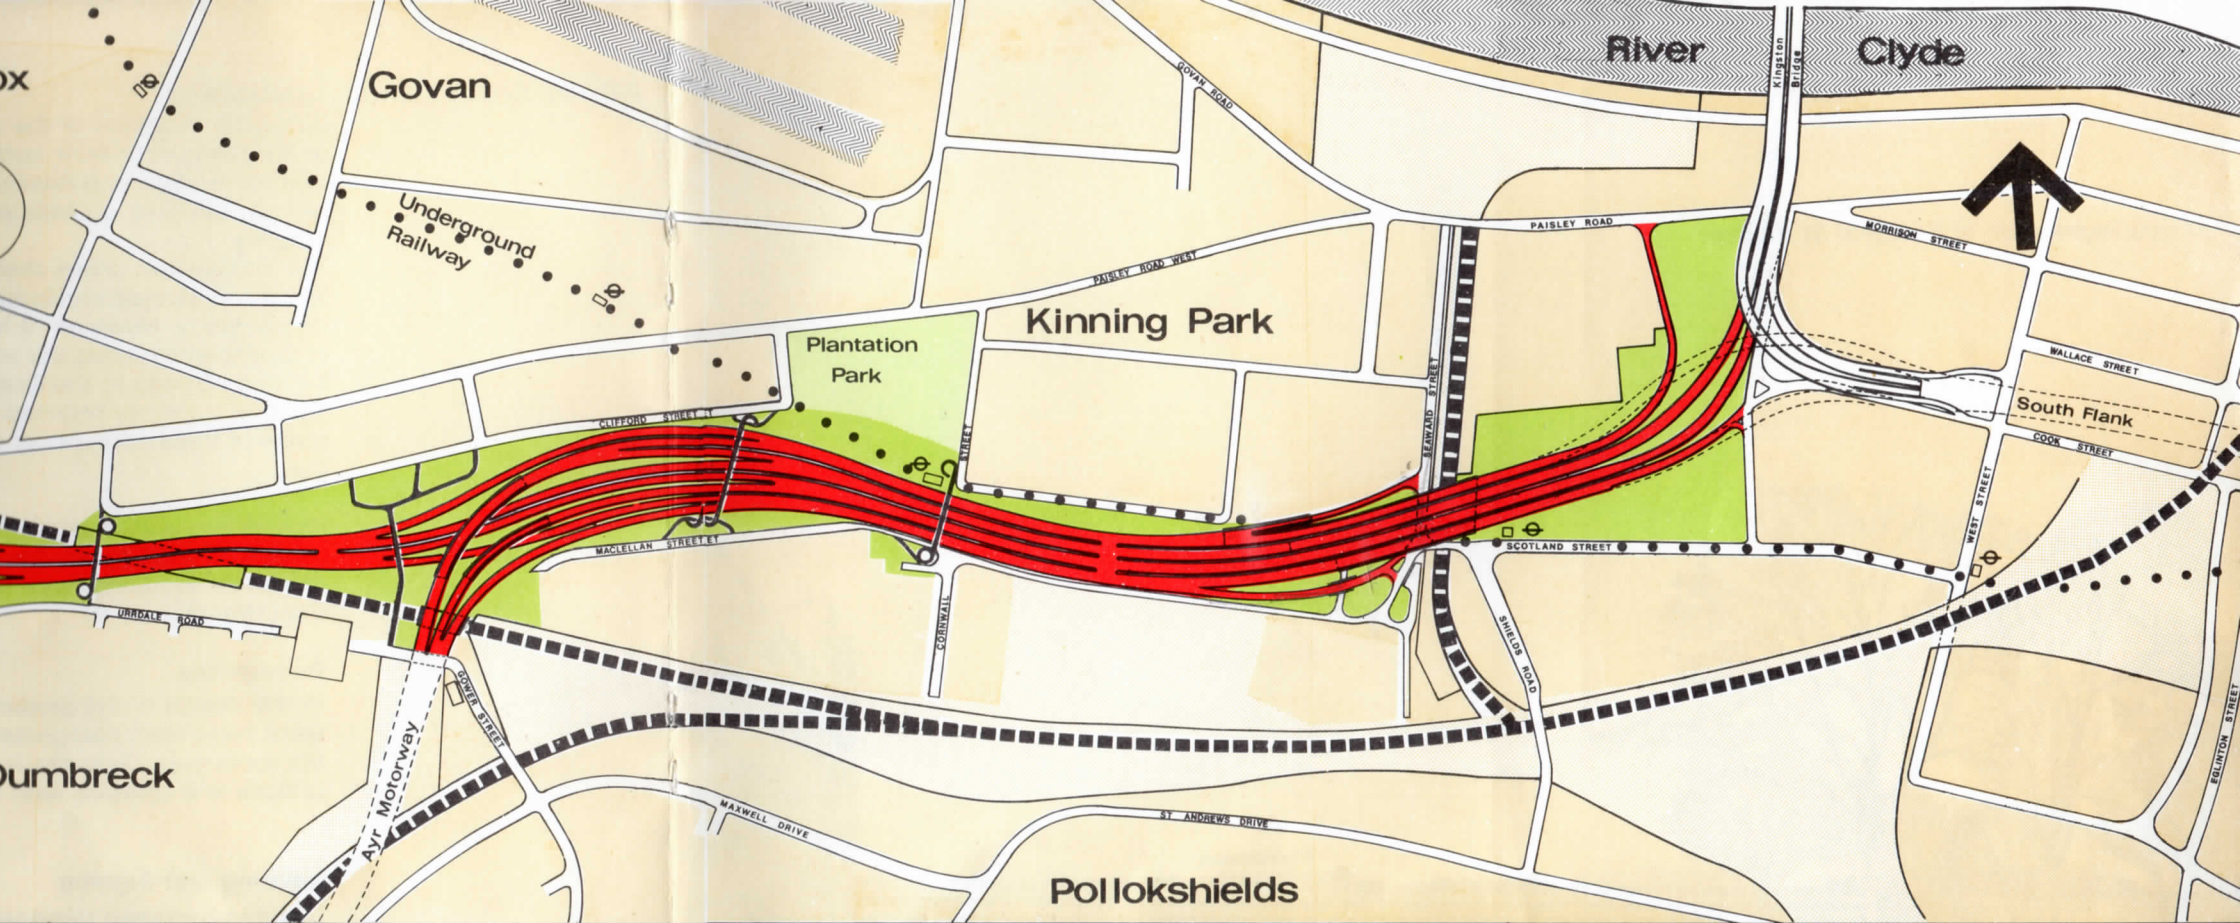 River Clyde
Kingston
Bridge
Govan
GOVAN ROAD
Underground
Railway
PAISLEY ROAD
MORRISON STREET
PAISLEY ROAD WEST
Kinning Park
Plantation
Park
WALLACE STREET
SEAWARD STREET
CLIFFORD STREET
South Flank
COOK STREET
STREET
WEST STREET
MACLELLAN STREET
SCOTLAND STREET
URRDALE ROAD
CORNWALL
SHIELDS ROAD
GOWER STREET
EGLINTON STREET
Ayr Motorway
Dumbreck
MAXWELL DRIVE
ST ANDREWS DRIVE
Pollokshields